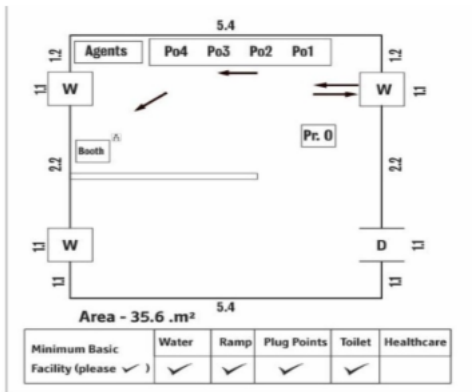 5.4
1.2 Agents Po4 Po3 Po2 Po1 1.2
1.1 W W 1.1
Pr. O
Booth
2.2 2.2
1.1 W D 1.1
1.1 1.1
5.4
Area - 35.6 .m²
Minimum Basic Facility (please ✓ ) Water Ramp Plug Points Toilet Healthcare
✓ ✓ ✓ ✓